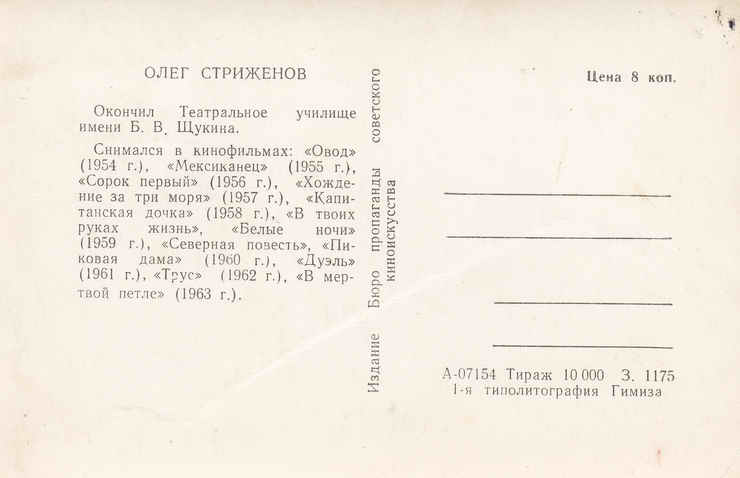 ОЛЕГ СТРИЖЕНОВ
Окончил Театральное училище
имени Б. В. Щукина.
Снимался в кинофильмах: «Овод»
(1954 г.), «Мексиканец» (1955 г.),
«Сорок первый» (1956 г.), «Хожде-
ние за три моря» (1957 г.), «Капи-
танская дочка» (1958 г.), «В твоих
руках жизнь», «Белые ночи»
(1959 г.), «Северная повесть», «Пи-
ковая дама» (1960 г.), «Дуэль»
(1961 г.), «Трус» (1962 г.), «В мер-
твой петле» (1963 г.).
Издание Бюро пропаганды советского
киноискусства
Цена 8 коп.
А-07154 Тираж 10 000 З. 1175
1-я типолитография Гимиза